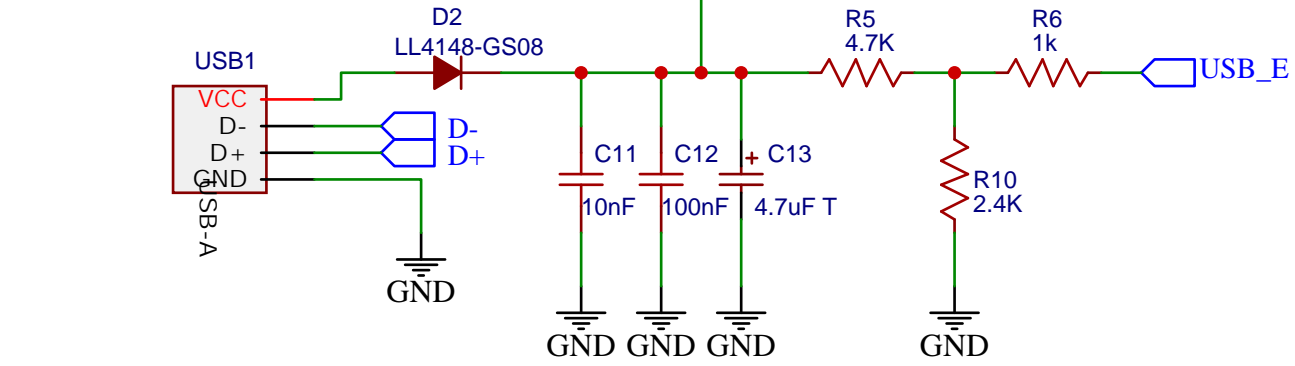 D2
LL4148-GS08
R5
4.7K
R6
1k
USB1
VCC
D-
D+
GND
USB-A
D-
D+
USB_E
C11
10nF
C12
100nF
+
C13
4.7uF T
R10
2.4K
GND
GND
GND
GND
GND